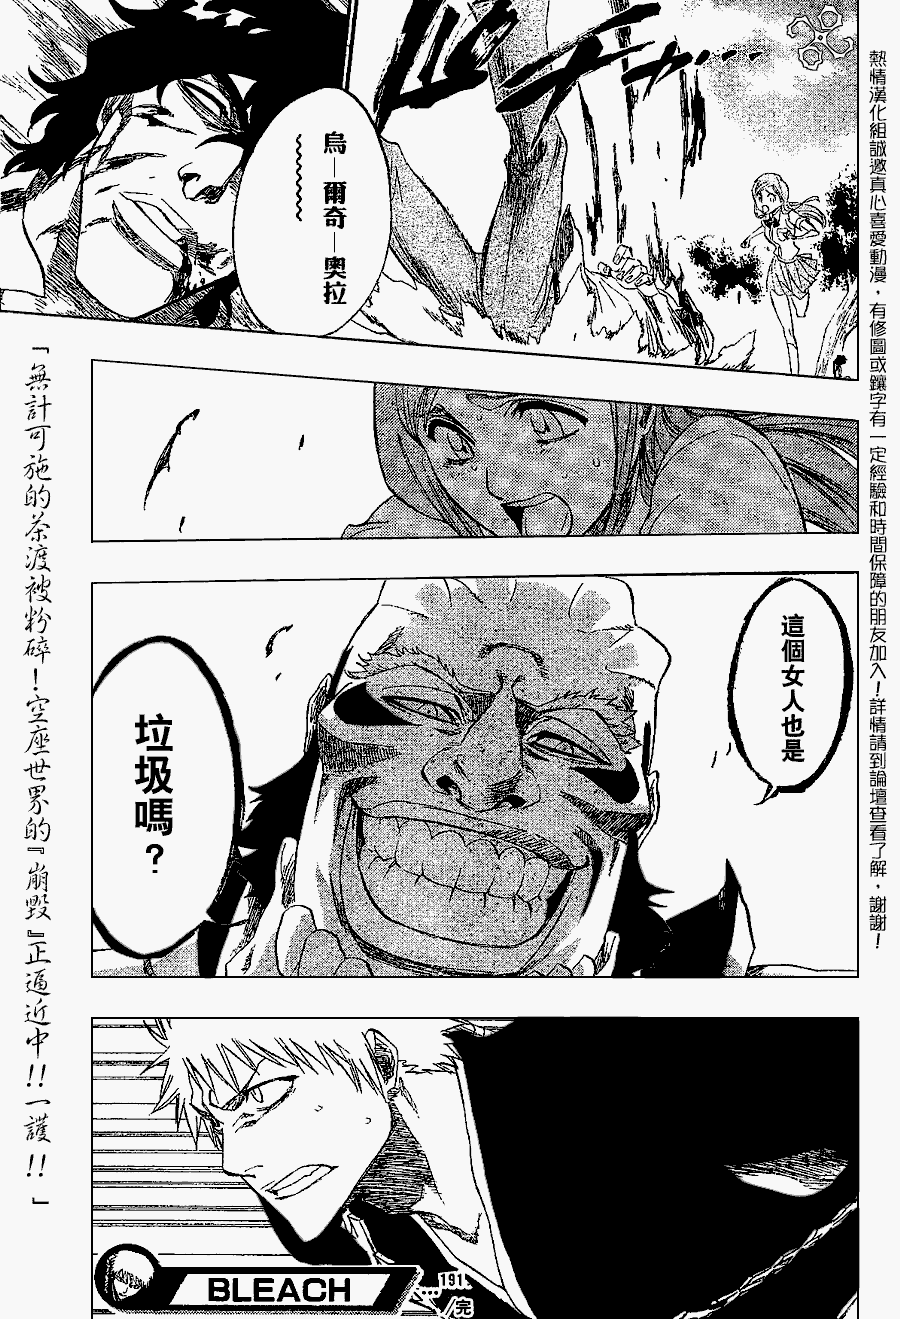 烏—爾奇—奧拉～～～～
這個女人也是
垃圾嗎？
BLEACH
191
…/完
熱情漢化組誠邀真心喜愛動漫，有修圖或鑲字有一定經驗和時間保障的朋友加入！詳情請到論壇查看了解，謝謝！
「無計可施的茶渡被粉碎！空座世界的『崩毀』正逼近中!!一護!!」